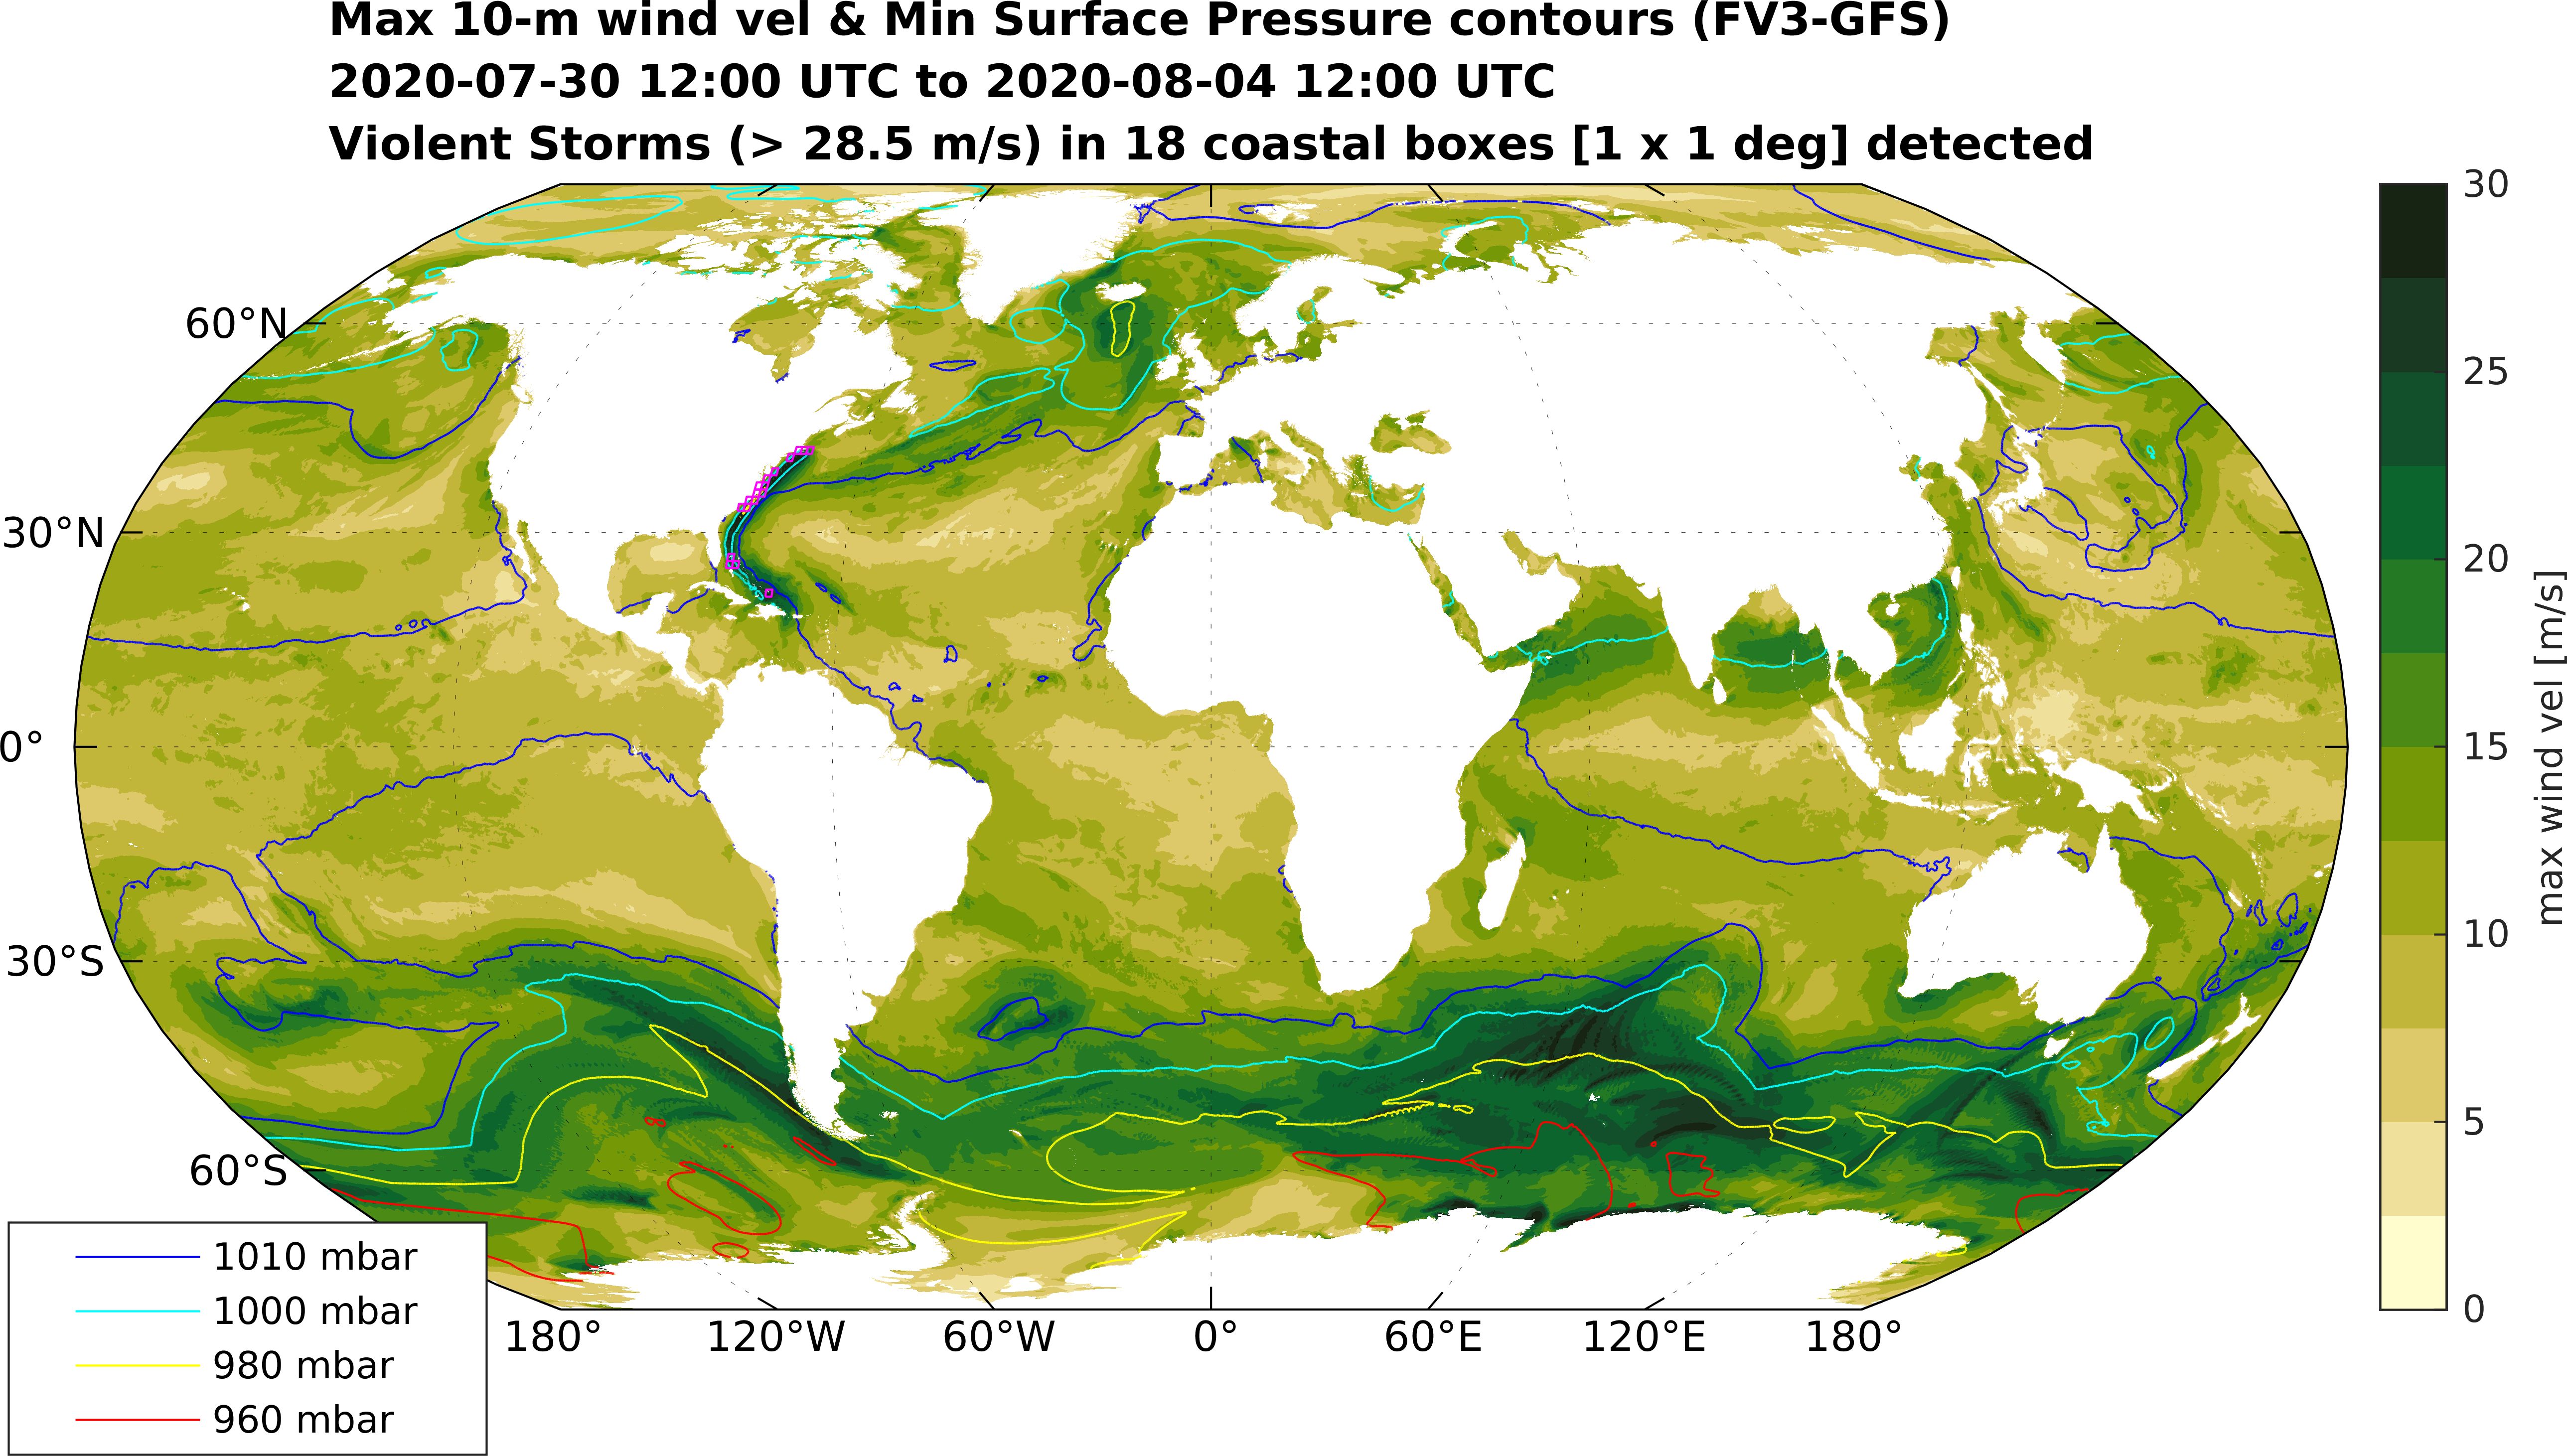 Max 10-m wind vel & Min Surface Pressure contours (FV3-GFS)
2020-07-30 12:00 UTC to 2020-08-04 12:00 UTC
Violent Storms (> 28.5 m/s) in 18 coastal boxes [1 x 1 deg] detected
60°N
30°N
0°
30°S
60°S
180°
120°W
60°W
0°
60°E
120°E
180°
1010 mbar
1000 mbar
980 mbar
960 mbar
30
25
20
15
10
5
0
max wind vel [m/s]